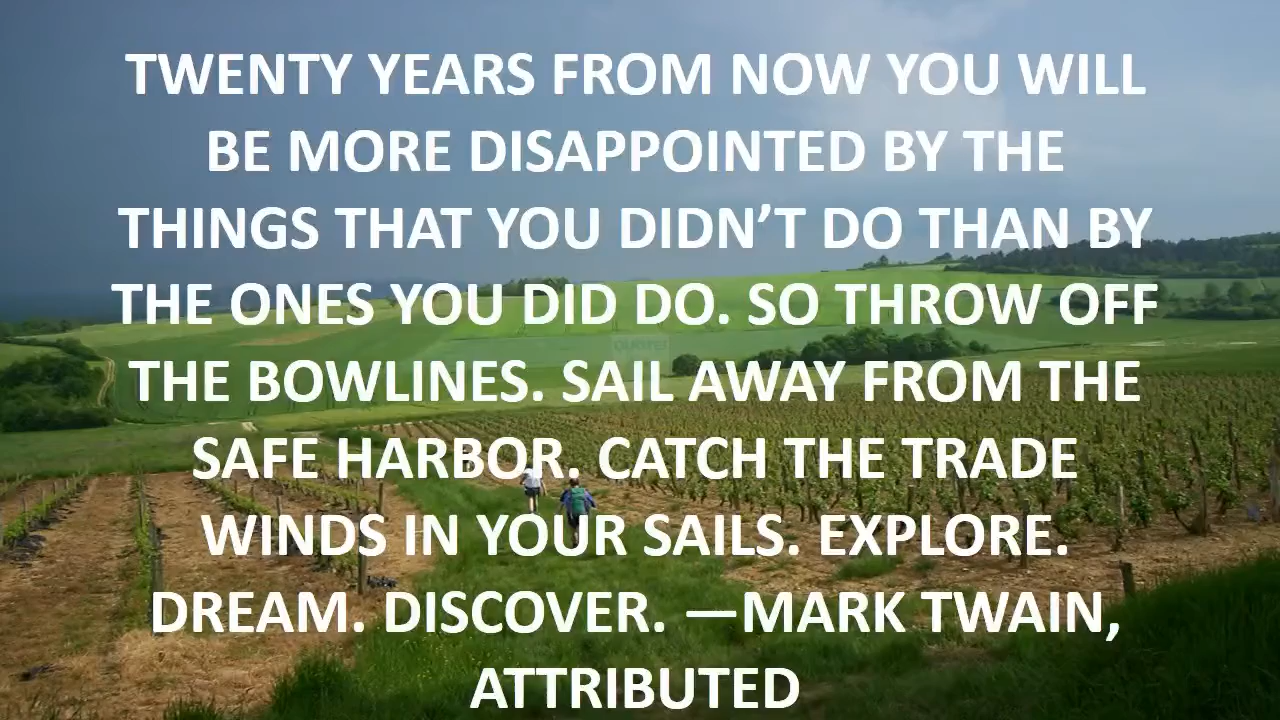 TWENTY YEARS FROM NOW YOU WILL
BE MORE DISAPPOINTED BY THE
THINGS THAT YOU DIDN’T DO THAN BY
THE ONES YOU DID DO. SO THROW OFF
THE BOWLINES. SAIL AWAY FROM THE
SAFE HARBOR. CATCH THE TRADE
WINDS IN YOUR SAILS. EXPLORE.
DREAM. DISCOVER. —MARK TWAIN,
ATTRIBUTED